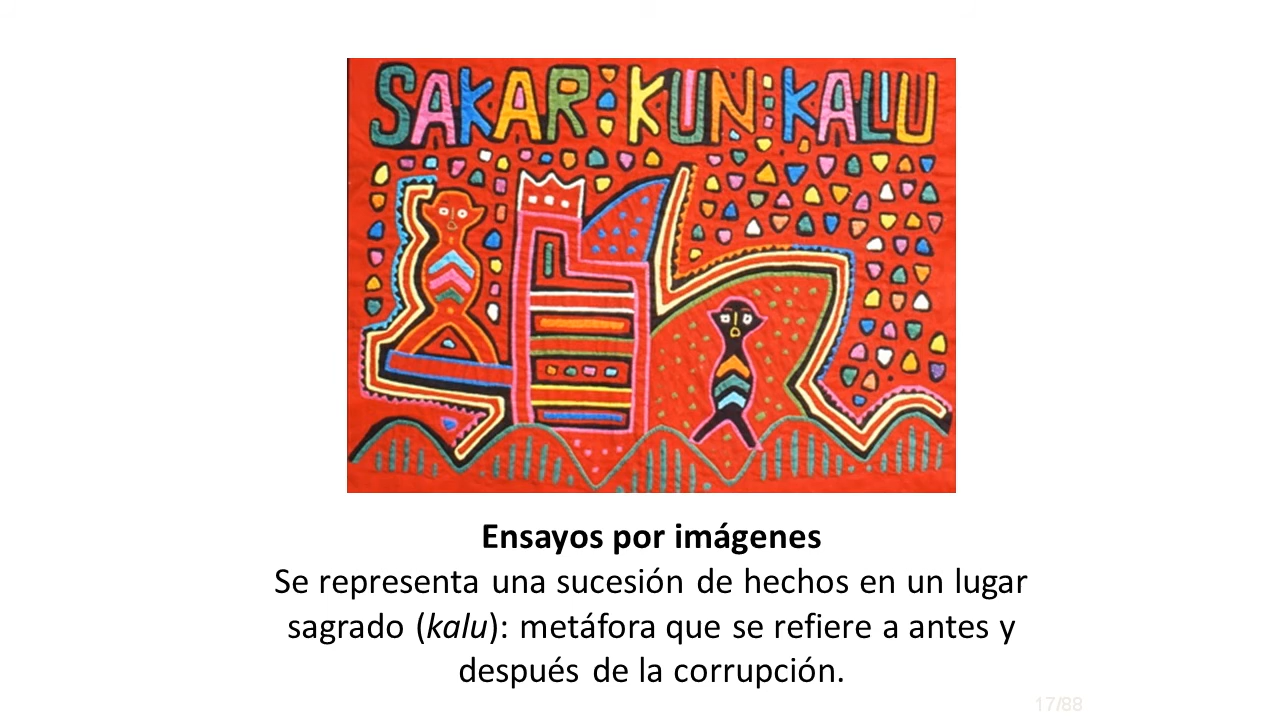 SAKAR KUN KALU
Ensayos por imágenes
Se representa una sucesión de hechos en un lugar
sagrado (kalu): metáfora que se refiere a antes y
después de la corrupción.
17/88